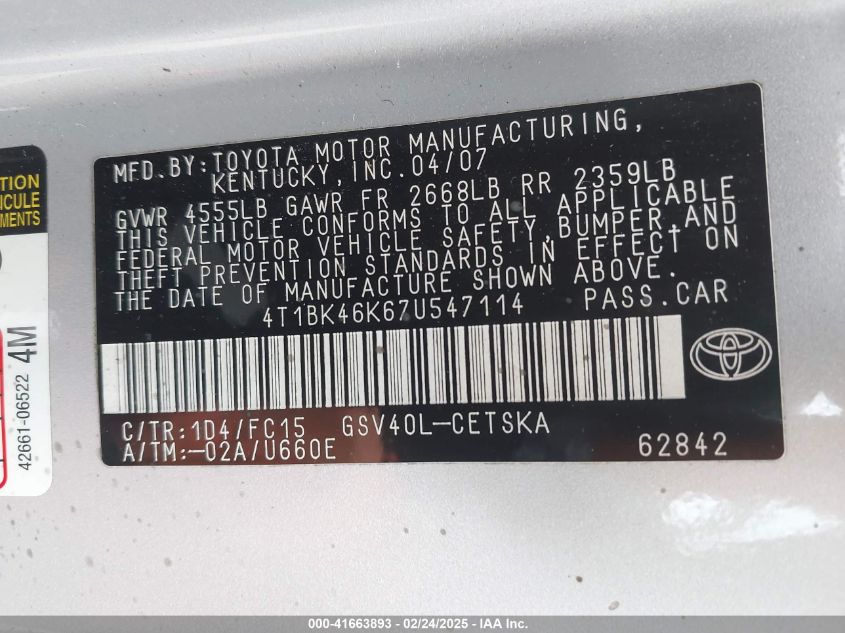 MFD.BY:TOYOTA MOTOR MANUFACTURING,
KENTUCKY, INC.04/07
GVWR 4555LB GAWR FR 2668LB RR 2359LB
THIS VEHICLE CONFORMS TO ALL APPLICABLE
FEDERAL MOTOR VEHICLE SAFETY,BUMPER,AND
THEFT PREVENTION STANDARDS IN EFFECT ON
THE DATE OF MANUFACTURE SHOWN ABOVE.
4T1BK46K67U547114 PASS.CAR
C/TR:1D4/FC15 GSV40L-CETSKA
A/TM:-02A/U660E 62842
42661-06522 4M
000-41663893 - 02/24/2025 - IAA Inc.